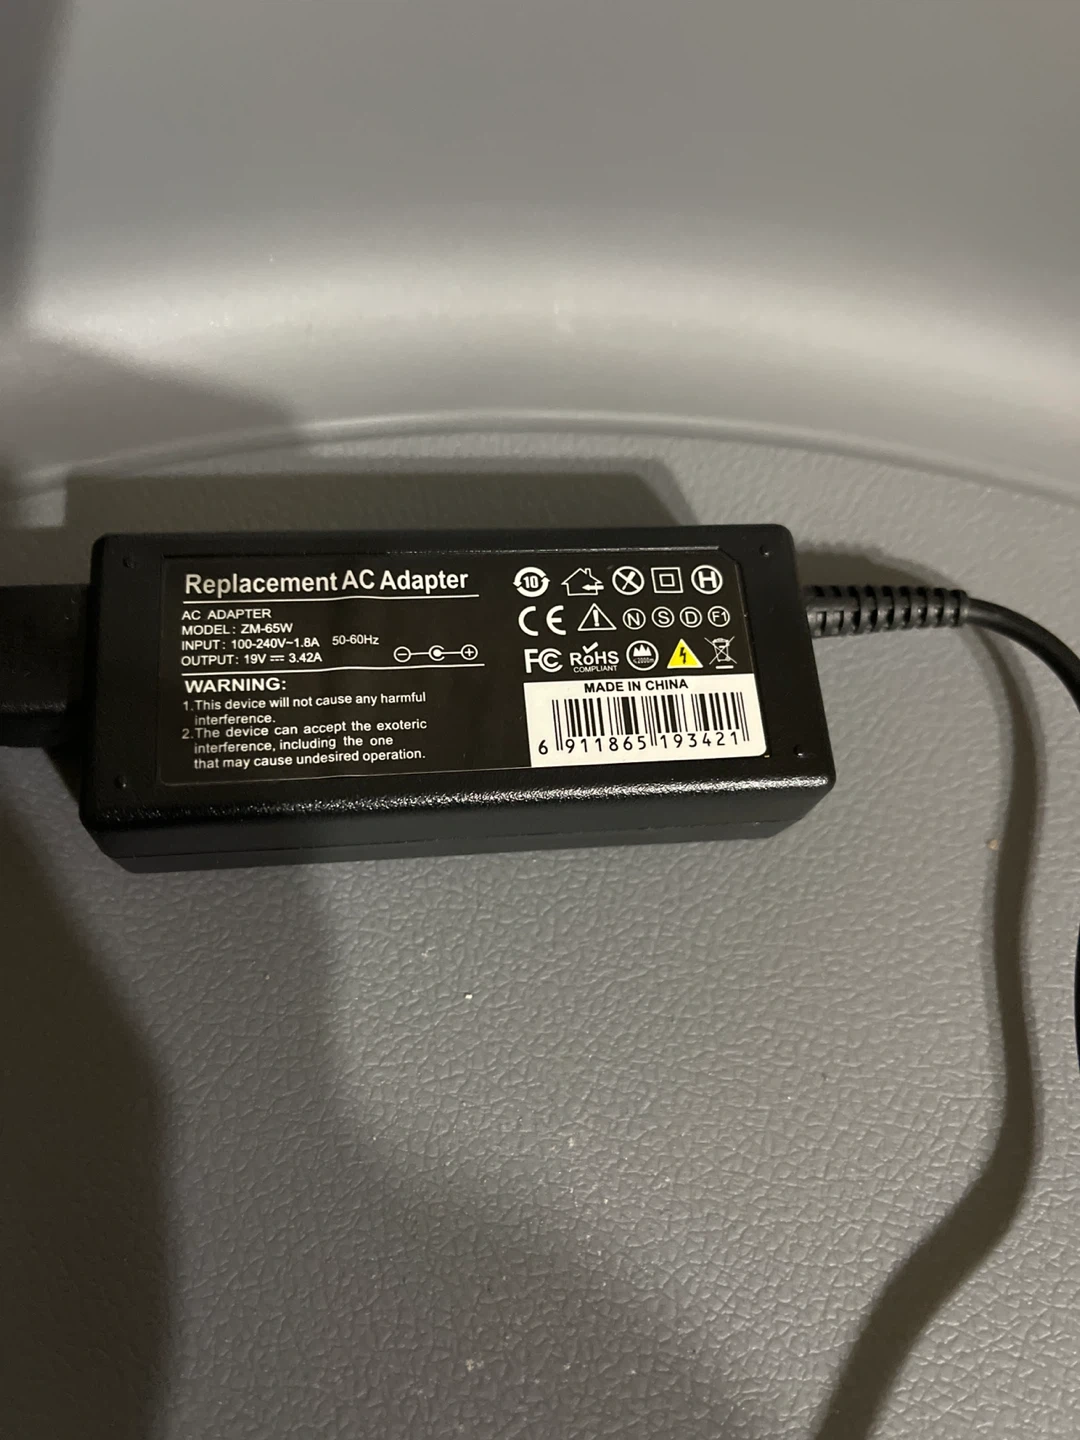 Replacement AC Adapter
AC ADAPTER
MODEL: ZM-65W
INPUT: 100-240V~1.8A 50-60Hz
OUTPUT: 19V ⎓ 3.42A
WARNING:
1.This device will not cause any harmful
interference.
2.The device can accept the exoteric
interference, including the one
that may cause undesired operation.
10 H
CE N S D F1
FC RoHS
COMPLIANT
≤2000m
MADE IN CHINA
6 911865 193421